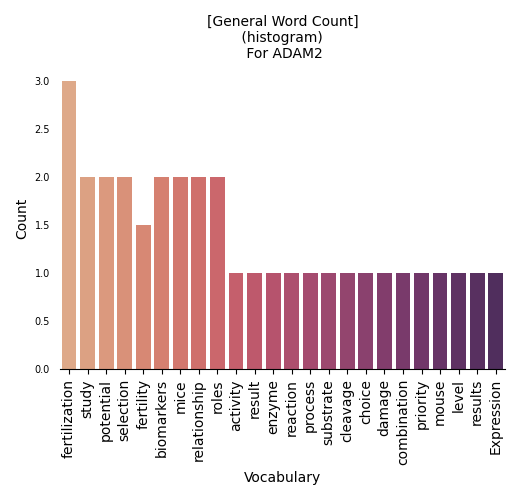 [General Word Count]
(histogram)
For ADAM2
3.0
2.5
2.0
1.5
1.0
0.5
0.0
Count
fertilization
study
potential
selection
fertility
biomarkers
mice
relationship
roles
activity
result
enzyme
reaction
process
substrate
cleavage
choice
damage
combination
priority
mouse
level
results
Expression
Vocabulary